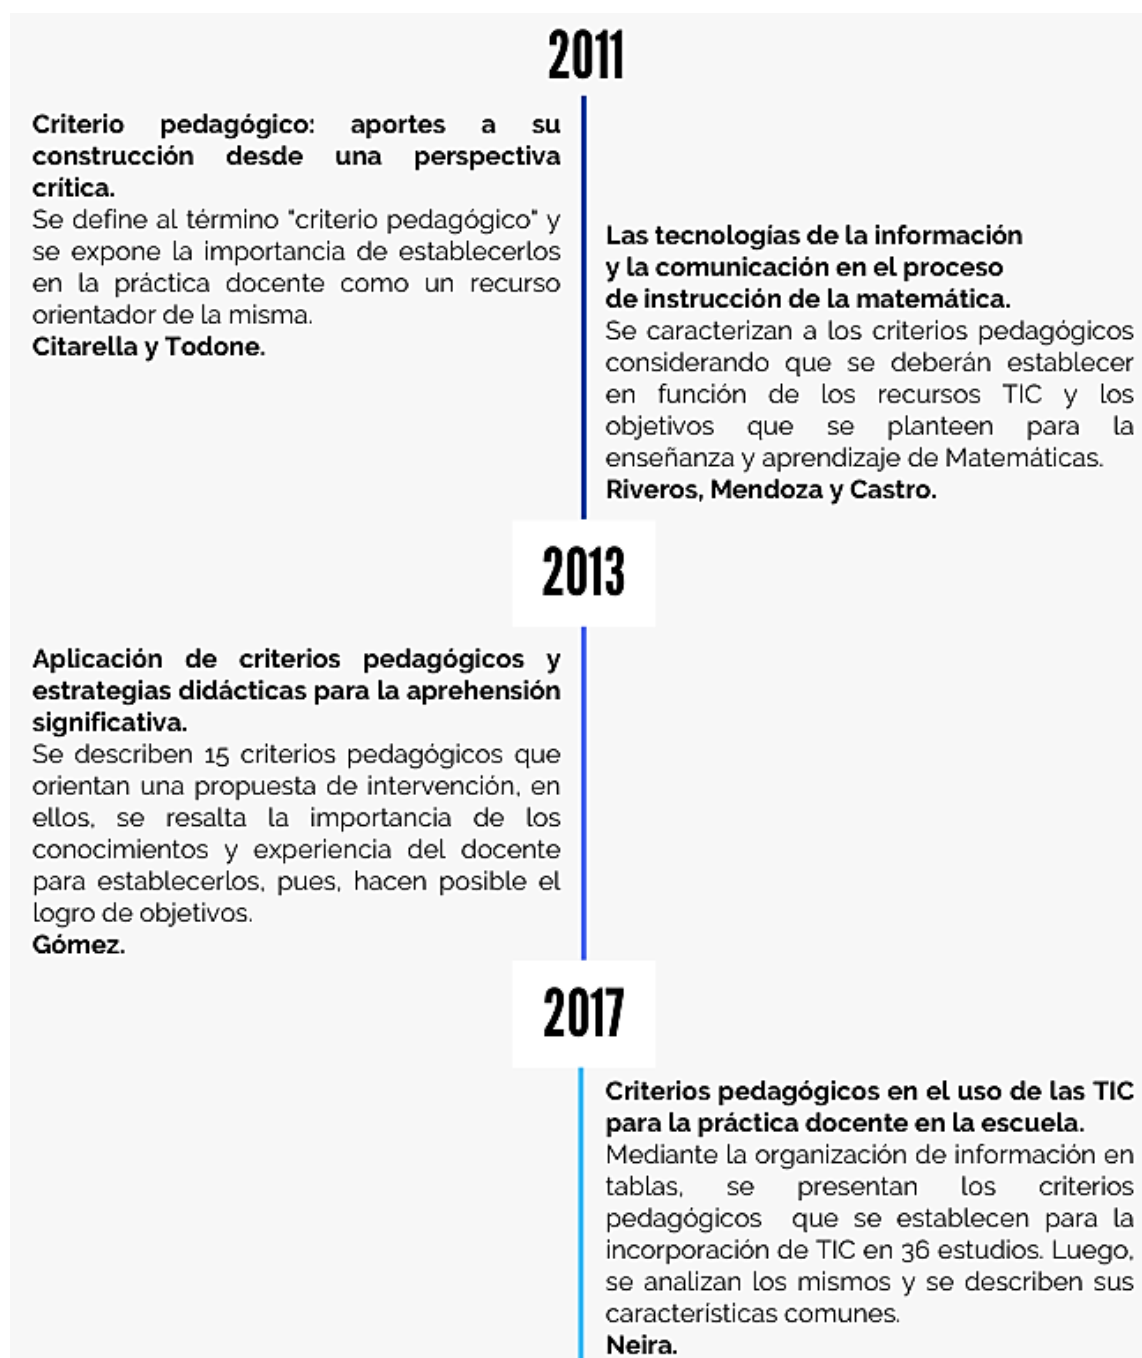 2011
Criterio pedagógico: aportes a su
construcción desde una perspectiva
crítica.
Se define al término "criterio pedagógico" y
se expone la importancia de establecerlos
en la práctica docente como un recurso
orientador de la misma.
Citarella y Todone.
Las tecnologías de la información
y la comunicación en el proceso
de instrucción de la matemática.
Se caracterizan a los criterios pedagógicos
considerando que se deberán establecer
en función de los recursos TIC y los
objetivos que se planteen para la
enseñanza y aprendizaje de Matemáticas.
Riveros, Mendoza y Castro.
2013
Aplicación de criterios pedagógicos y
estrategias didácticas para la aprehensión
significativa.
Se describen 15 criterios pedagógicos que
orientan una propuesta de intervención, en
ellos, se resalta la importancia de los
conocimientos y experiencia del docente
para establecerlos, pues, hacen posible el
logro de objetivos.
Gómez.
2017
Criterios pedagógicos en el uso de las TIC
para la práctica docente en la escuela.
Mediante la organización de información en
tablas, se presentan los criterios
pedagógicos que se establecen para la
incorporación de TIC en 36 estudios. Luego,
se analizan los mismos y se describen sus
características comunes.
Neira.